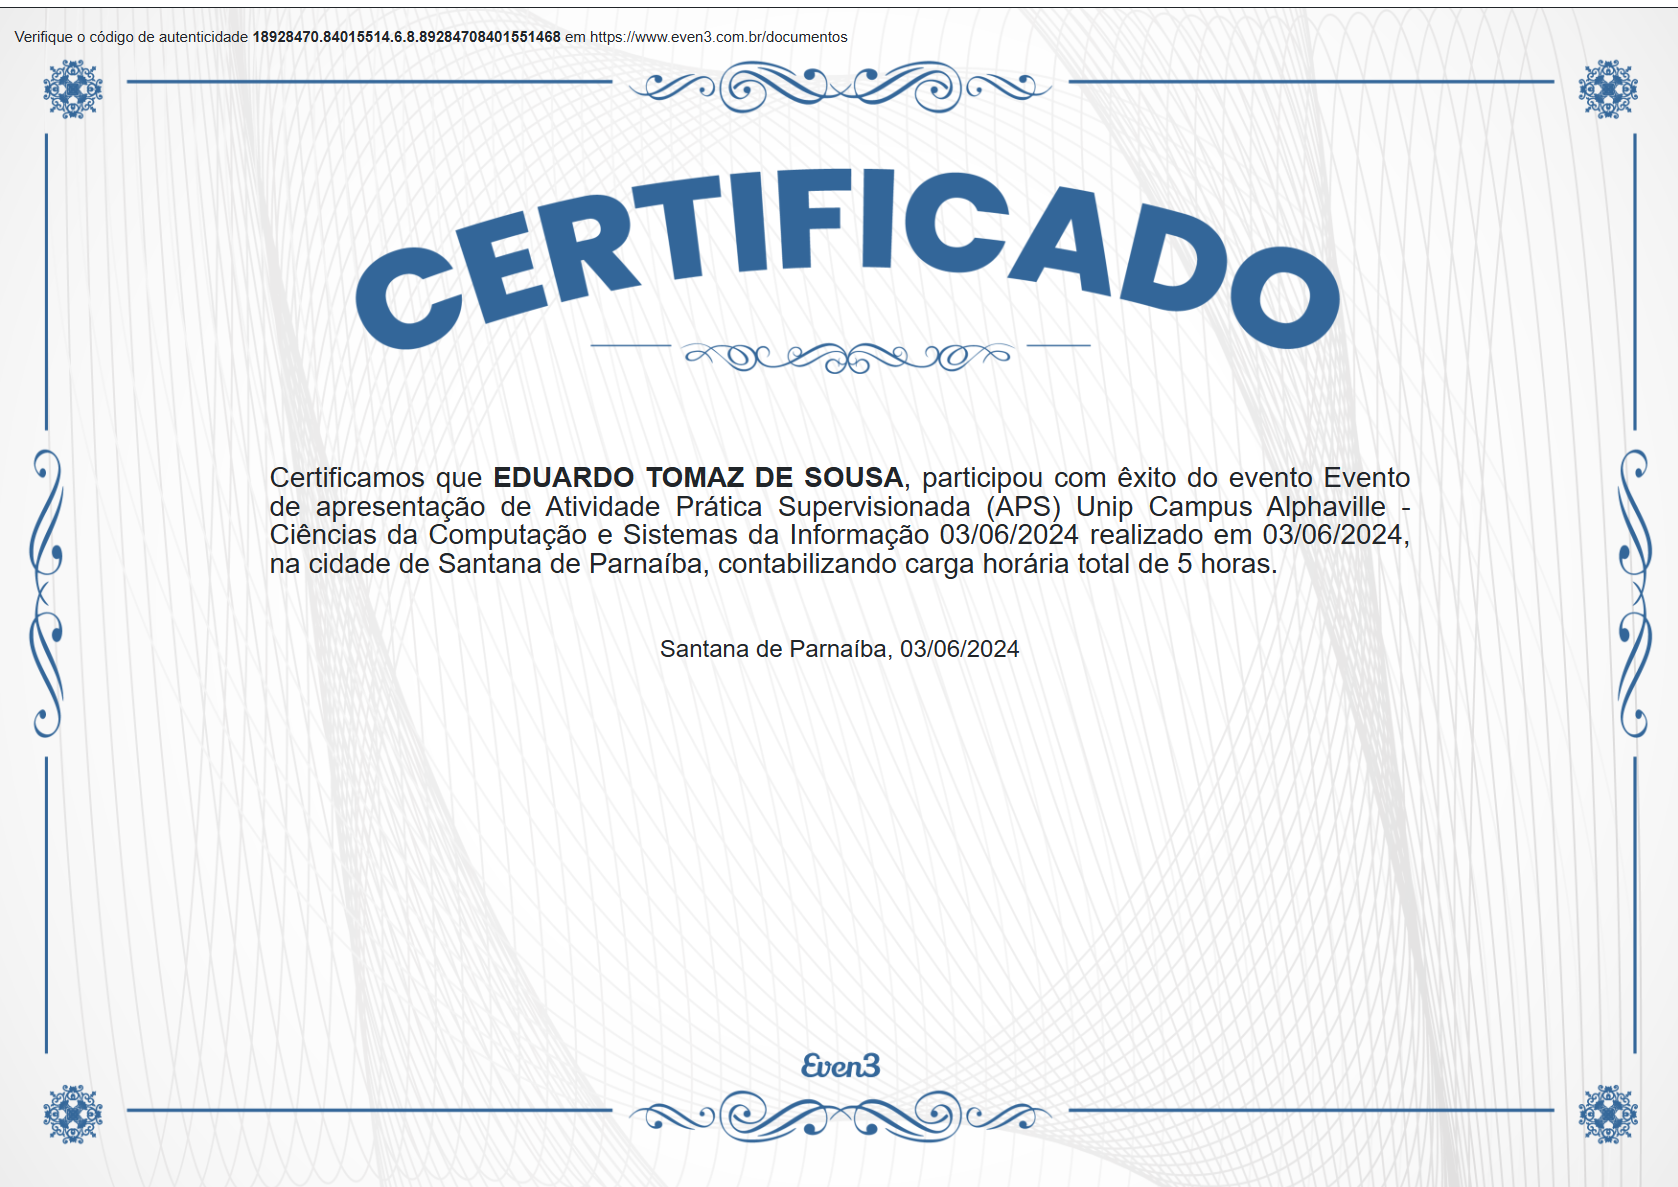 Verifique o código de autenticidade 18928470.84015514.6.8.89284708401551468 em https://www.even3.com.br/documentos
CERTIFICADO
Certificamos que EDUARDO TOMAZ DE SOUSA, participou com êxito do evento Evento
de apresentação de Atividade Prática Supervisionada (APS) Unip Campus Alphaville -
Ciências da Computação e Sistemas da Informação 03/06/2024 realizado em 03/06/2024,
na cidade de Santana de Parnaíba, contabilizando carga horária total de 5 horas.
Santana de Parnaíba, 03/06/2024
Even3